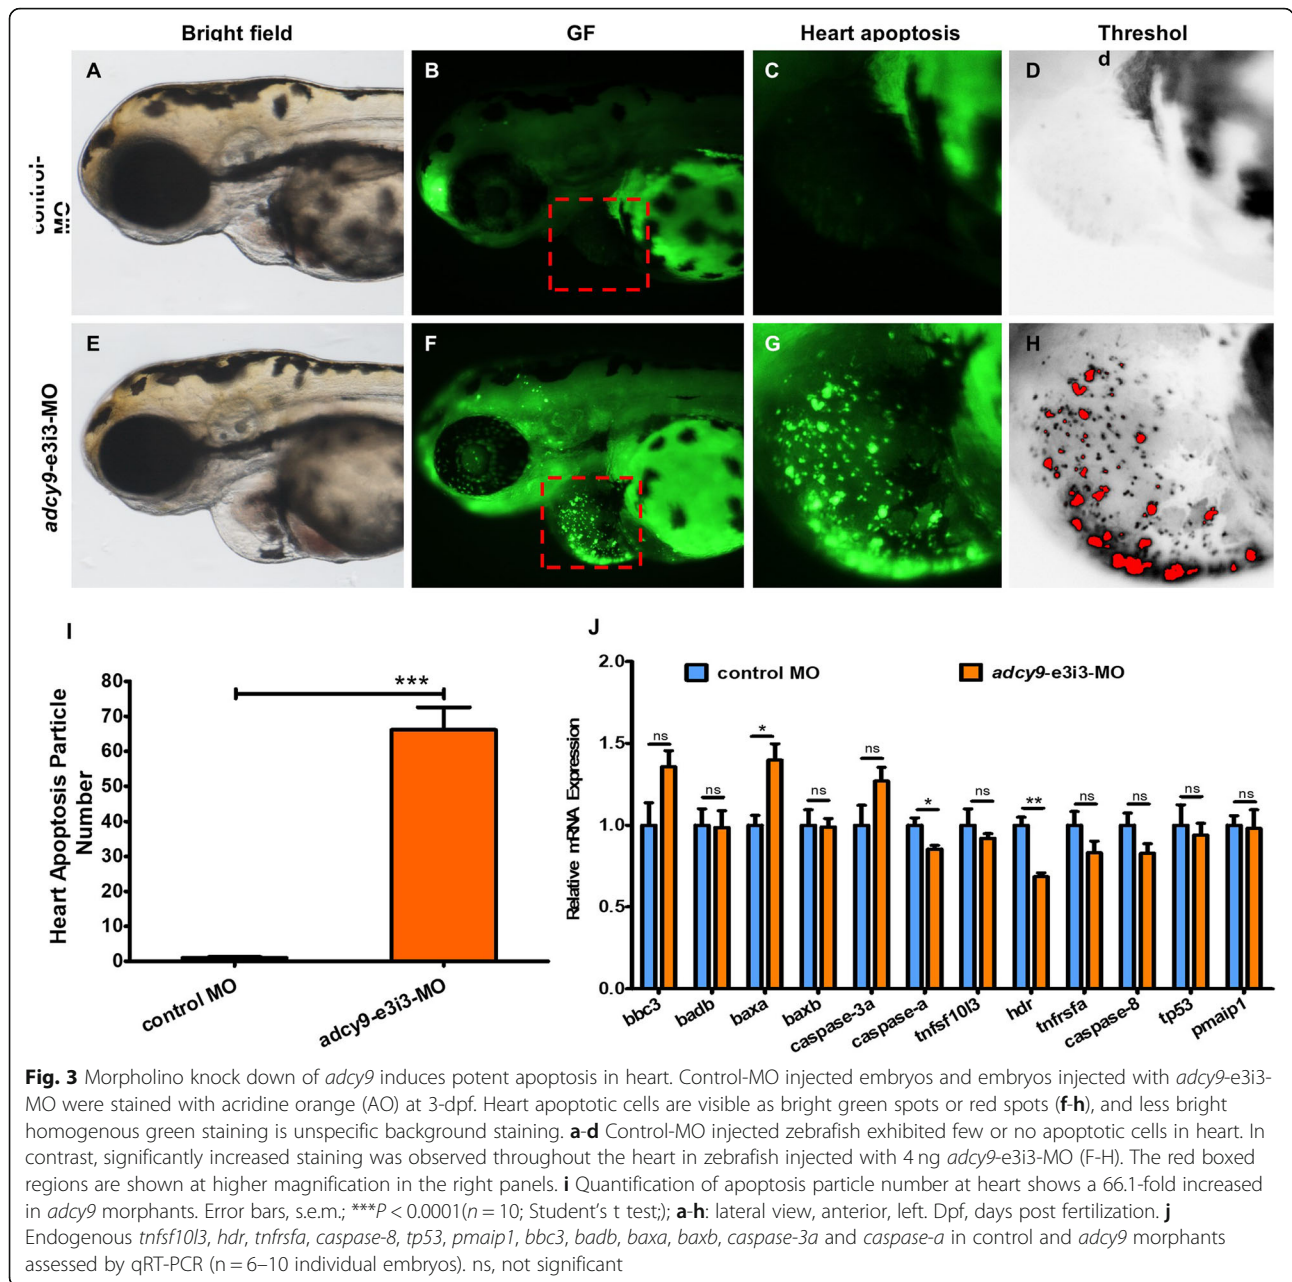 Bright field
GF
Heart apoptosis
Threshol
d
control-
MO
A
B
C
D
adcy9-e3i3-MO
E
F
G
H
I
Heart Apoptosis Particle
Number
80
70
60
50
40
30
20
10
0
***
control MO
adcy9-e3i3-MO
J
Relative mRNA Expression
2.0
1.5
1.0
0.5
0.0
control MO
adcy9-e3i3-MO
ns
ns
*
ns
ns
*
ns
**
ns
ns
ns
ns
bbc3
badb
baxa
baxb
caspase-3a
caspase-a
tnfsf10l3
hdr
tnfrsfa
caspase-8
tp53
pmaip1
Fig. 3 Morpholino knock down of adcy9 induces potent apoptosis in heart. Control-MO injected embryos and embryos injected with adcy9-e3i3-
MO were stained with acridine orange (AO) at 3-dpf. Heart apoptotic cells are visible as bright green spots or red spots (f-h), and less bright
homogenous green staining is unspecific background staining. a-d Control-MO injected zebrafish exhibited few or no apoptotic cells in heart. In
contrast, significantly increased staining was observed throughout the heart in zebrafish injected with 4 ng adcy9-e3i3-MO (F-H). The red boxed
regions are shown at higher magnification in the right panels. i Quantification of apoptosis particle number at heart shows a 66.1-fold increased
in adcy9 morphants. Error bars, s.e.m.; ***P < 0.0001(n = 10; Student's t test;); a-h: lateral view, anterior, left. Dpf, days post fertilization. j
Endogenous tnfsf10l3, hdr, tnfrsfa, caspase-8, tp53, pmaip1, bbc3, badb, baxa, baxb, caspase-3a and caspase-a in control and adcy9 morphants
assessed by qRT-PCR (n = 6–10 individual embryos). ns, not significant